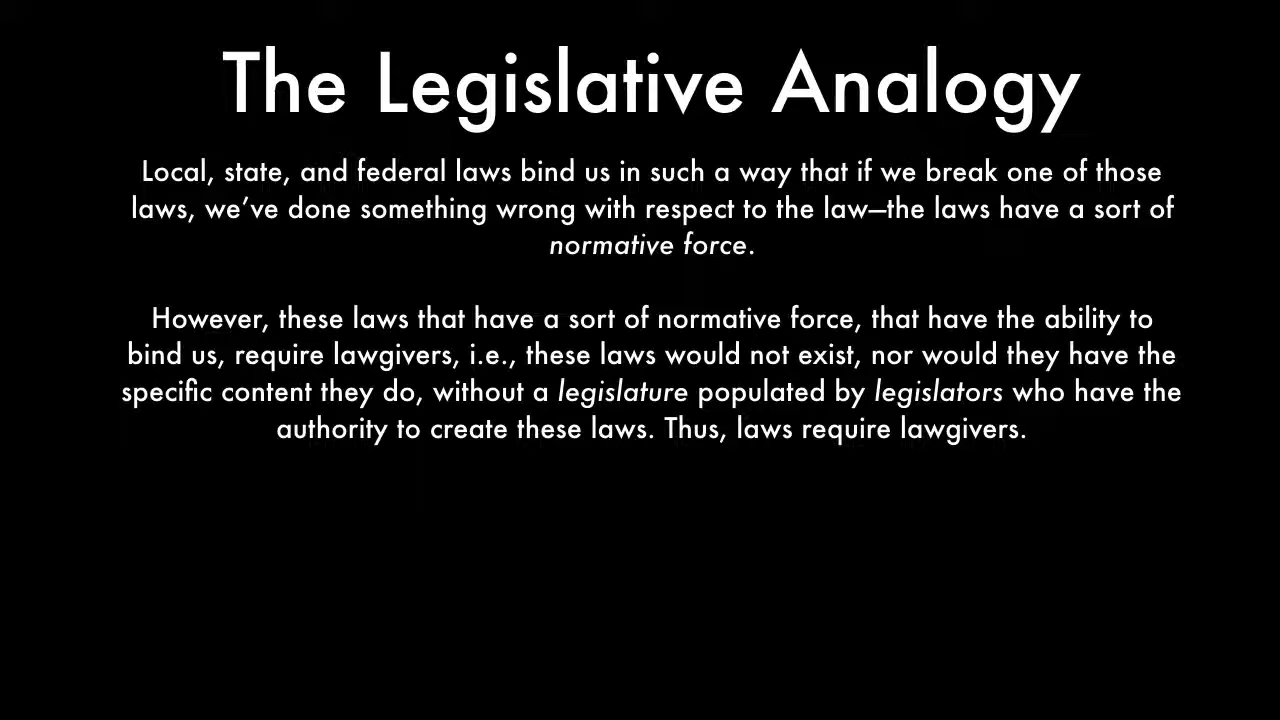 The Legislative Analogy
Local, state, and federal laws bind us in such a way that if we break one of those
laws, we’ve done something wrong with respect to the law—the laws have a sort of
normative force.
However, these laws that have a sort of normative force, that have the ability to
bind us, require lawgivers, i.e., these laws would not exist, nor would they have the
specific content they do, without a legislature populated by legislators who have the
authority to create these laws. Thus, laws require lawgivers.